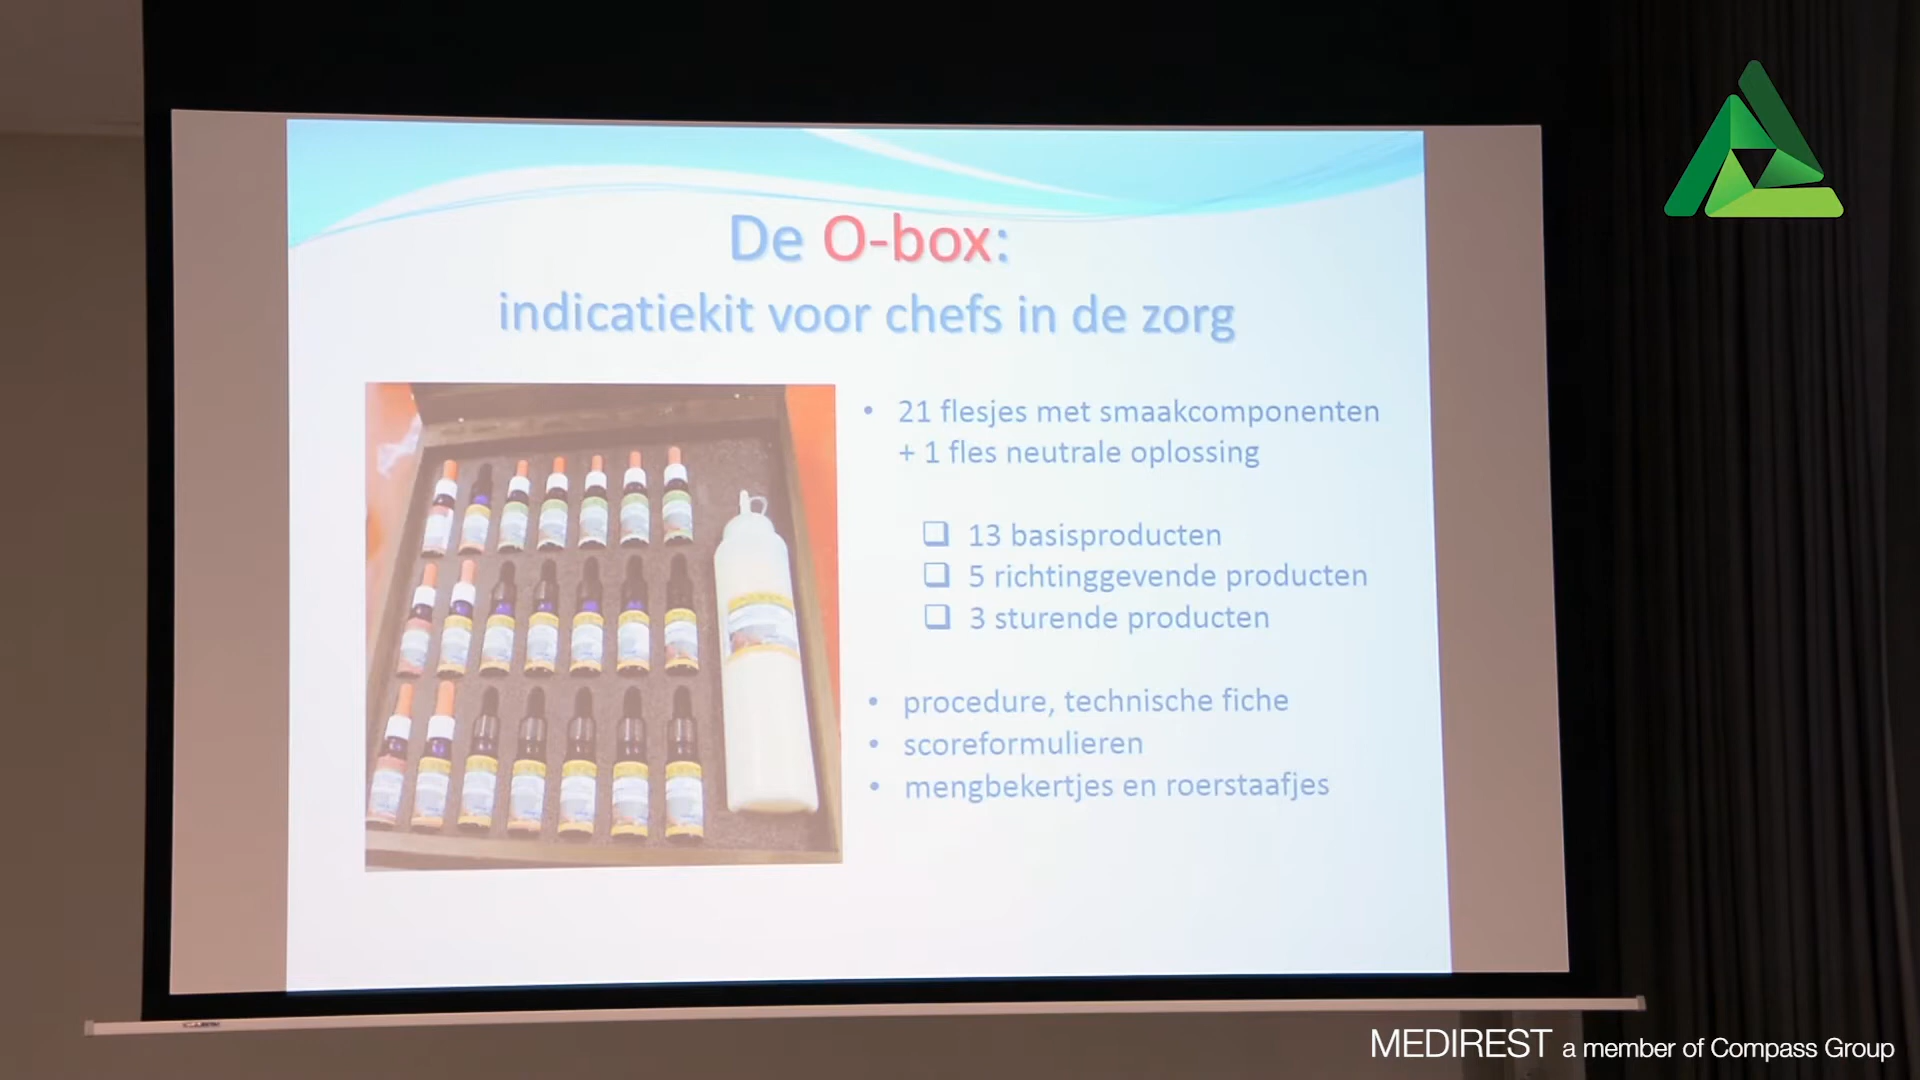 De O-box:
indicatiekit voor chefs in de zorg
• 21 flesjes met smaakcomponenten
+ 1 fles neutrale oplossing
❑ 13 basisproducten
❑ 5 richtinggevende producten
❑ 3 sturende producten
• procedure, technische fiche
• scoreformulieren
• mengbekertjes en roerstaafjes
MEDIREST a member of Compass Group